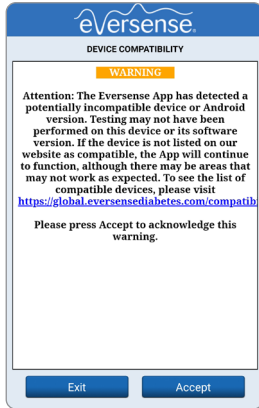 eversense.
DEVICE COMPATIBILITY
WARNING
Attention: The Eversense App has detected a
potentially incompatible device or Android
version. Testing may not have been
performed on this device or its software
version. If the device is not listed on our
website as compatible, the App will continue
to function, although there may be areas that
may not work as expected. To see the list of
compatible devices, please visit
https://global.eversensediabetes.com/compatib
Please press Accept to acknowledge this
warning.
Exit
Accept